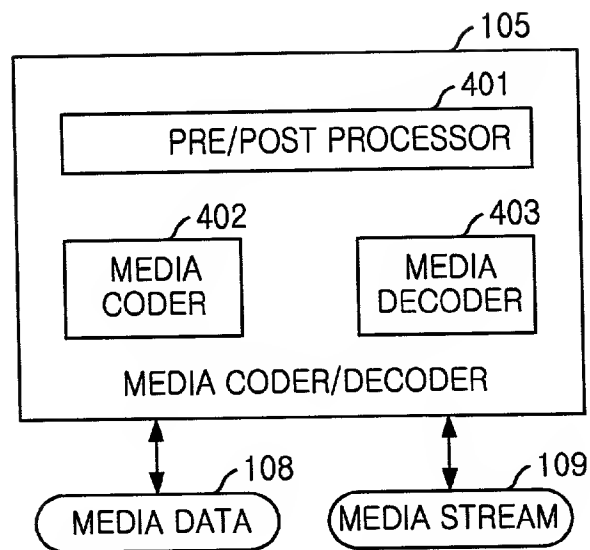 105
401
PRE/POST PROCESSOR
402
403
MEDIA
CODER
MEDIA
DECODER
MEDIA CODER/DECODER
108
109
MEDIA DATA
MEDIA STREAM